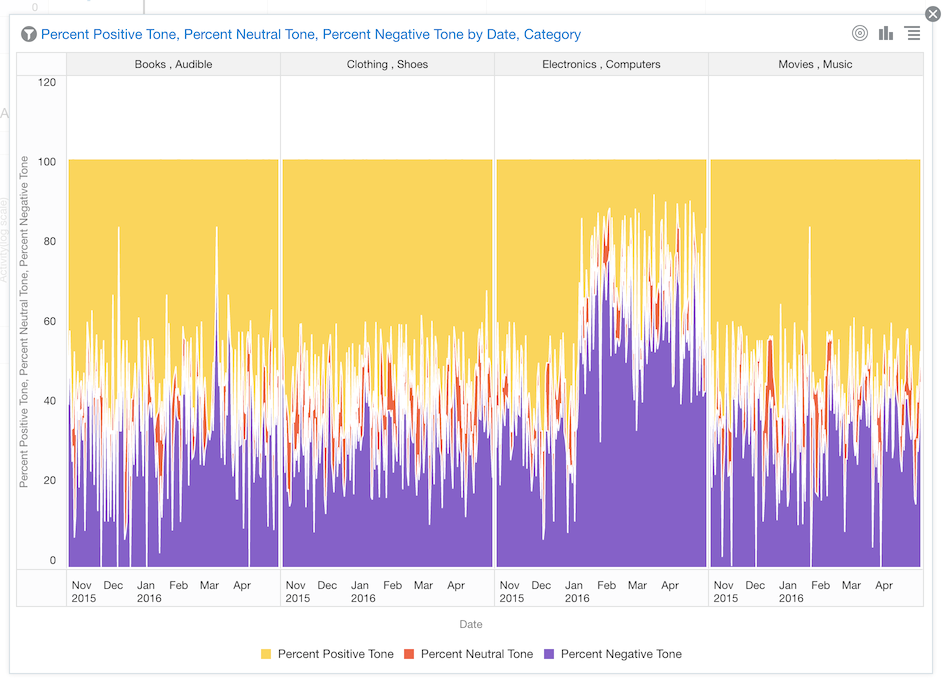 0
Percent Positive Tone, Percent Neutral Tone, Percent Negative Tone by Date, Category
Books , Audible
Clothing , Shoes
Electronics , Computers
Movies , Music
Percent Positive Tone, Percent Neutral Tone, Percent Negative Tone
120
100
80
60
40
20
0
Nov Dec Jan Feb Mar Apr
2015 2016
Nov Dec Jan Feb Mar Apr
2015 2016
Nov Dec Jan Feb Mar Apr
2015 2016
Nov Dec Jan Feb Mar Apr
2015 2016
Date
Percent Positive Tone
Percent Neutral Tone
Percent Negative Tone
A
Activity(log scale)